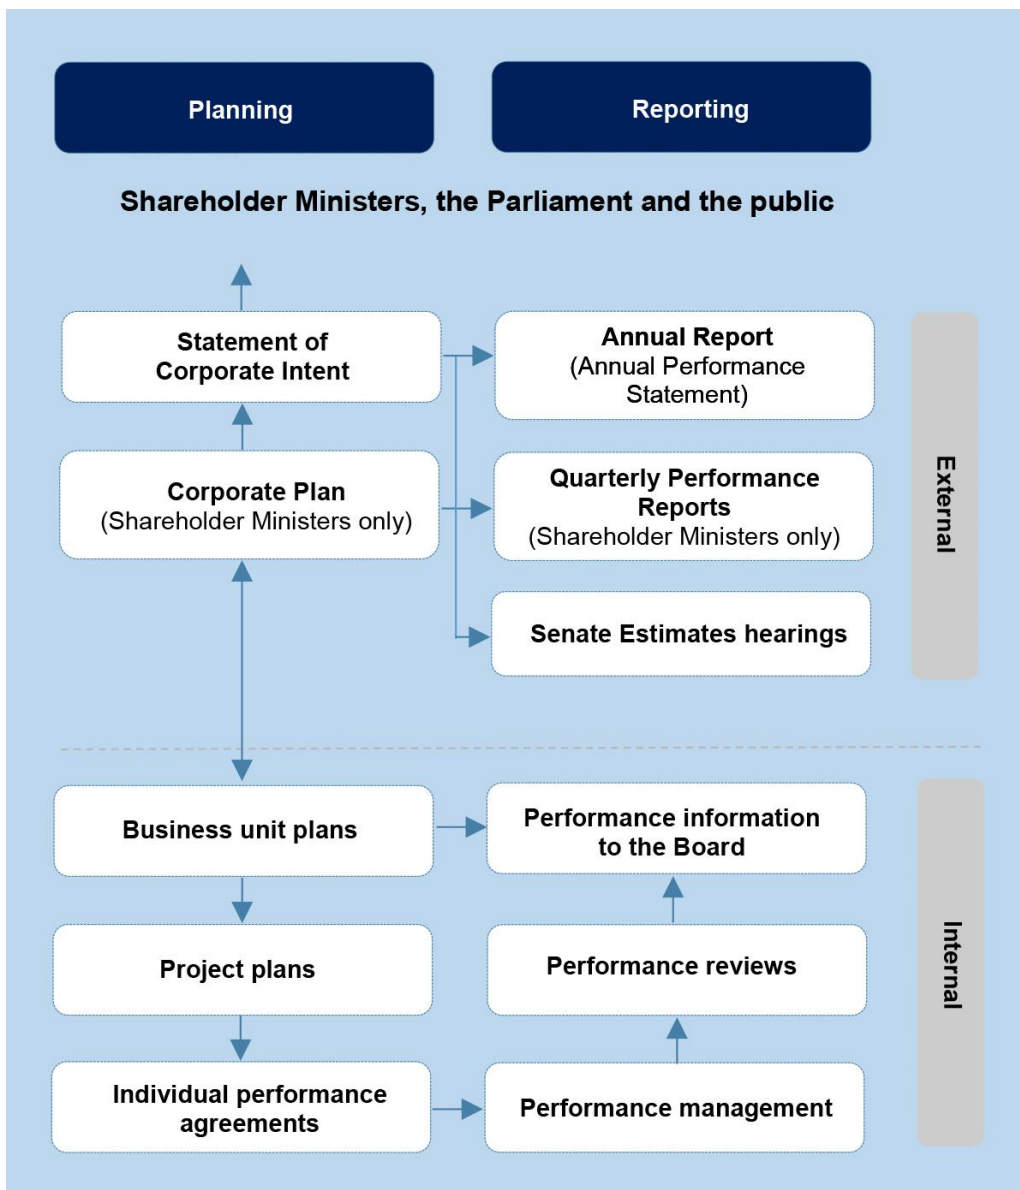 Planning
Reporting
Shareholder Ministers, the Parliament and the public
Statement of
Corporate Intent
Annual Report
(Annual Performance
Statement)
Corporate Plan
(Shareholder Ministers only)
Quarterly Performance
Reports
(Shareholder Ministers only)
Senate Estimates hearings
External
Business unit plans
Performance information
to the Board
Project plans
Performance reviews
Individual performance
agreements
Performance management
Internal